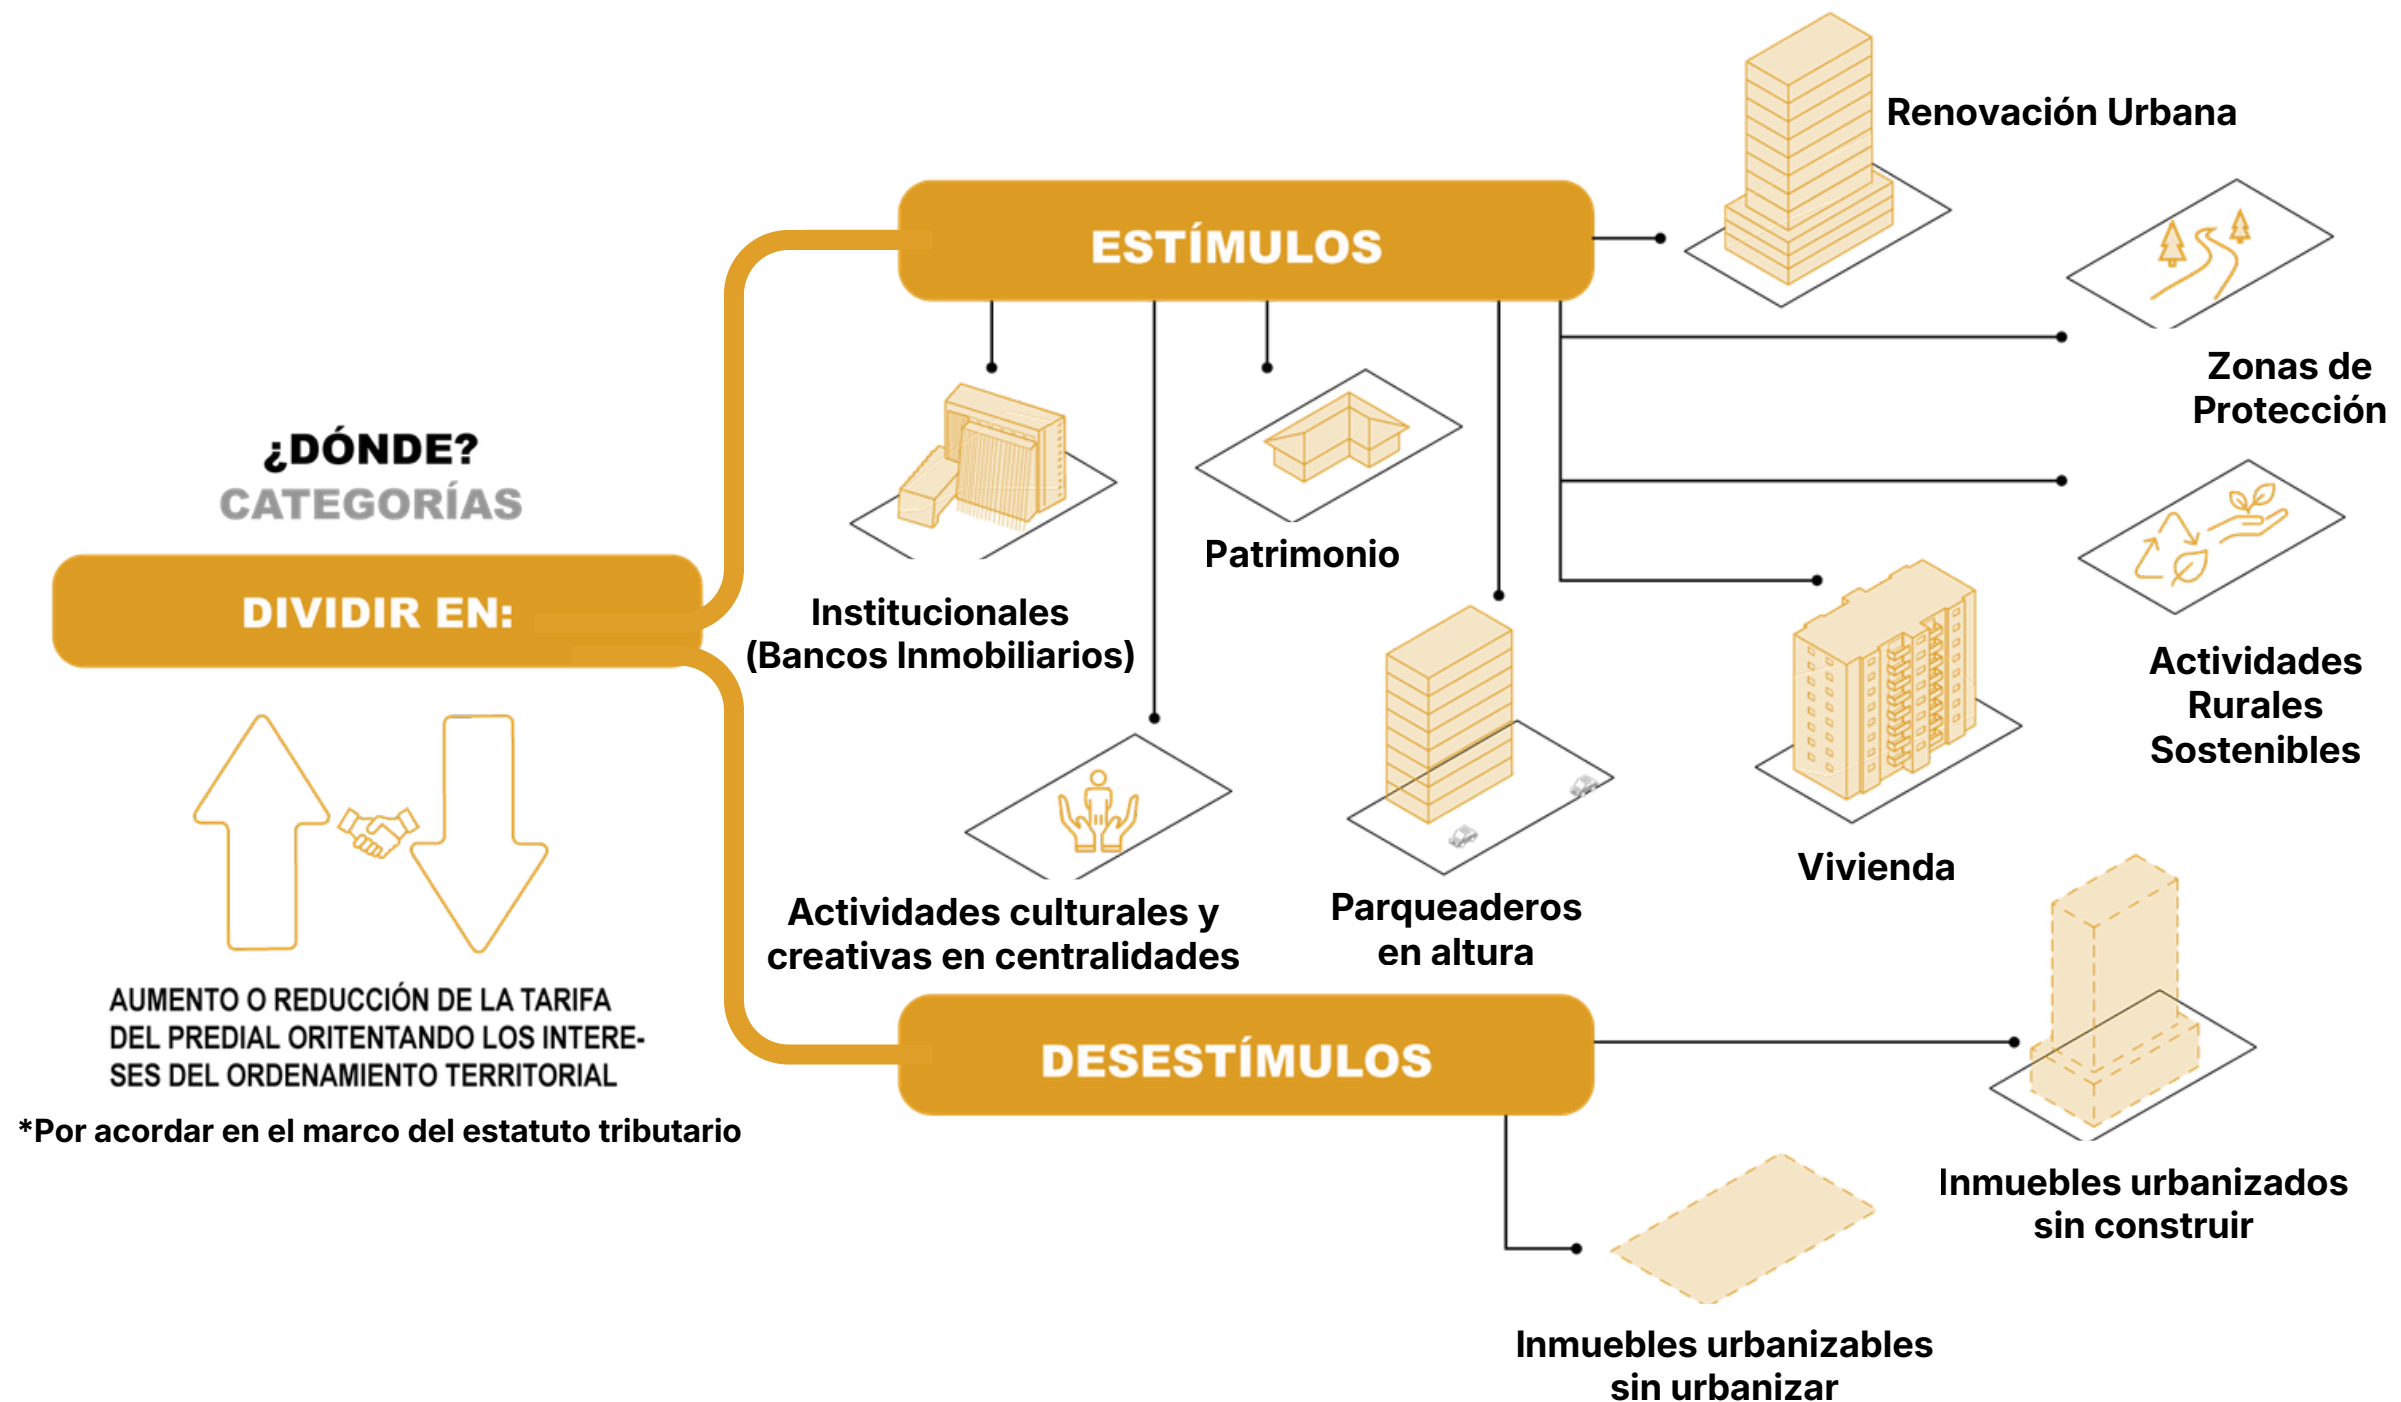 ¿DÓNDE?
CATEGORÍAS
DIVIDIR EN:
AUMENTO O REDUCCIÓN DE LA TARIFA
DEL PREDIAL ORITENTANDO LOS INTERE-
SES DEL ORDENAMIENTO TERRITORIAL
*Por acordar en el marco del estatuto tributario
ESTÍMULOS
Renovación Urbana
Zonas de
Protección
Patrimonio
Institucionales
(Bancos Inmobiliarios)
Actividades
Rurales
Sostenibles
Vivienda
Actividades culturales y
creativas en centralidades
Parqueaderos
en altura
DESESTÍMULOS
Inmuebles urbanizados
sin construir
Inmuebles urbanizables
sin urbanizar